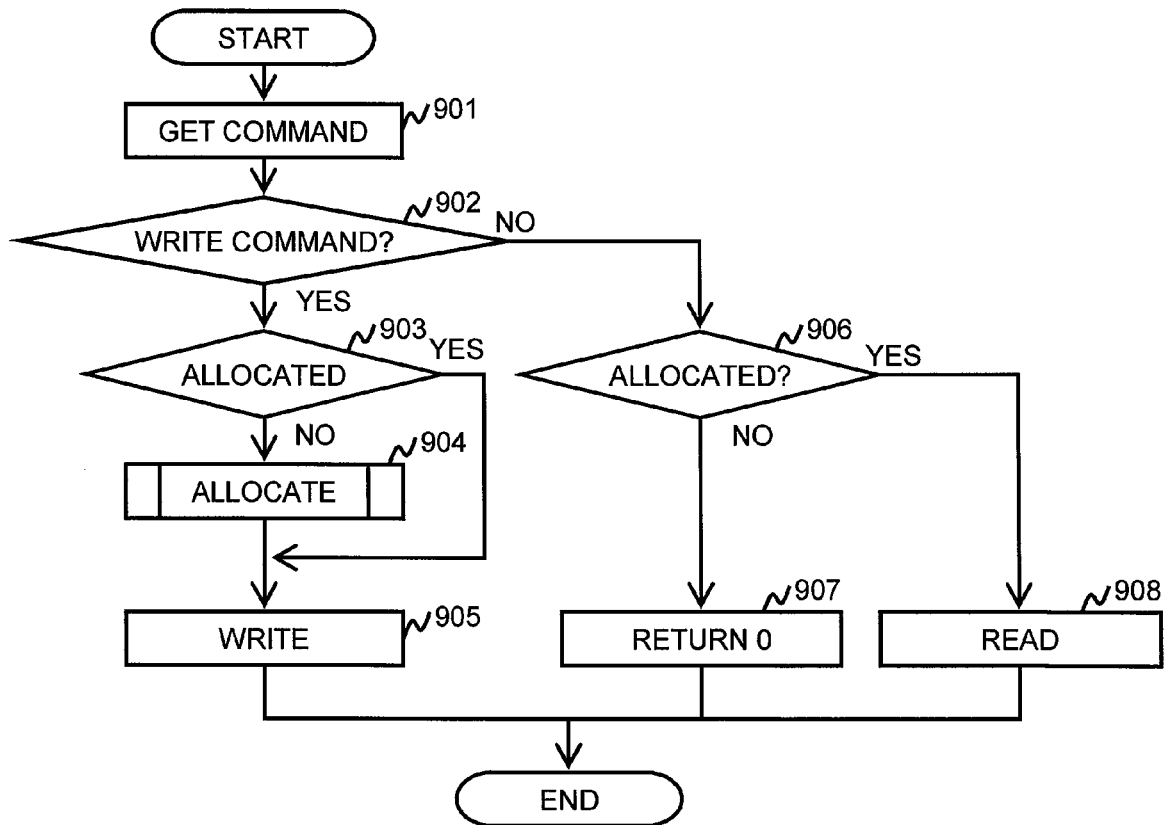 START
GET COMMAND
901
WRITE COMMAND?
902
NO
YES
ALLOCATED
903
YES
NO
ALLOCATE
904
WRITE
905
ALLOCATED?
906
YES
NO
RETURN 0
907
READ
908
END